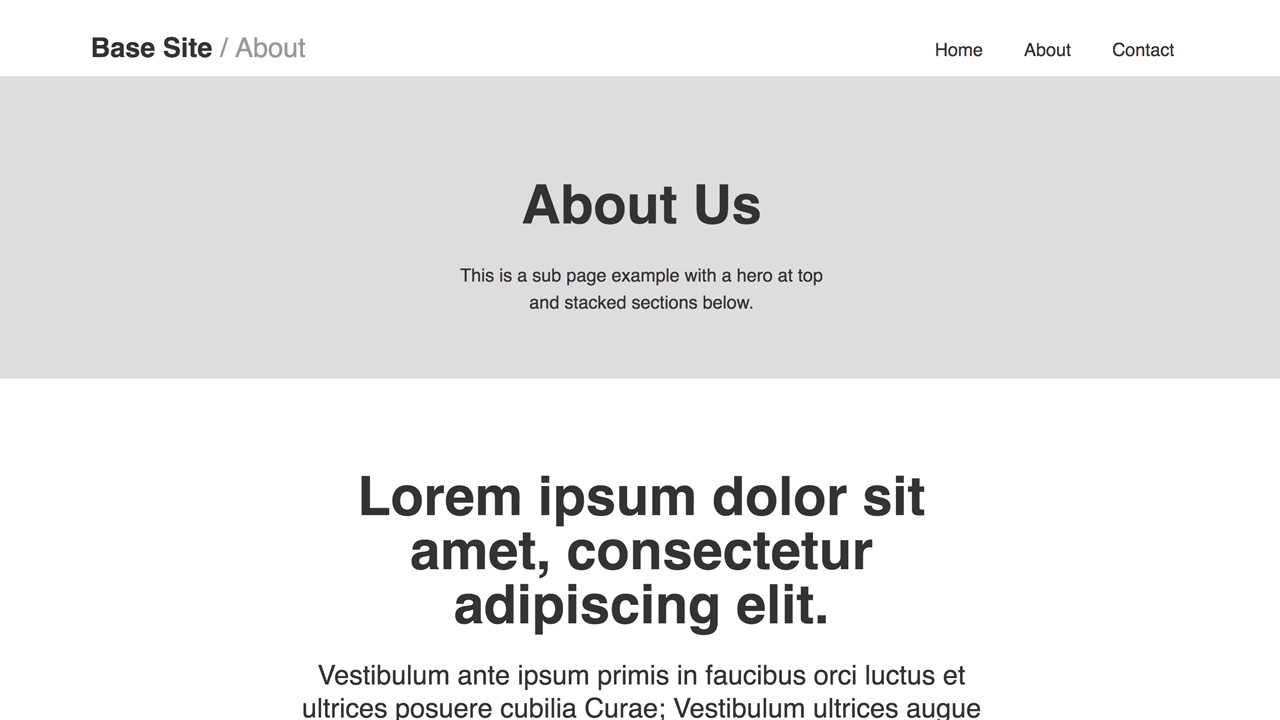 Base Site / About
Home About Contact
About Us
This is a sub page example with a hero at top
and stacked sections below.
Lorem ipsum dolor sit
amet, consectetur
adipiscing elit.
Vestibulum ante ipsum primis in faucibus orci luctus et
ultrices posuere cubilia Curae; Vestibulum ultrices augue